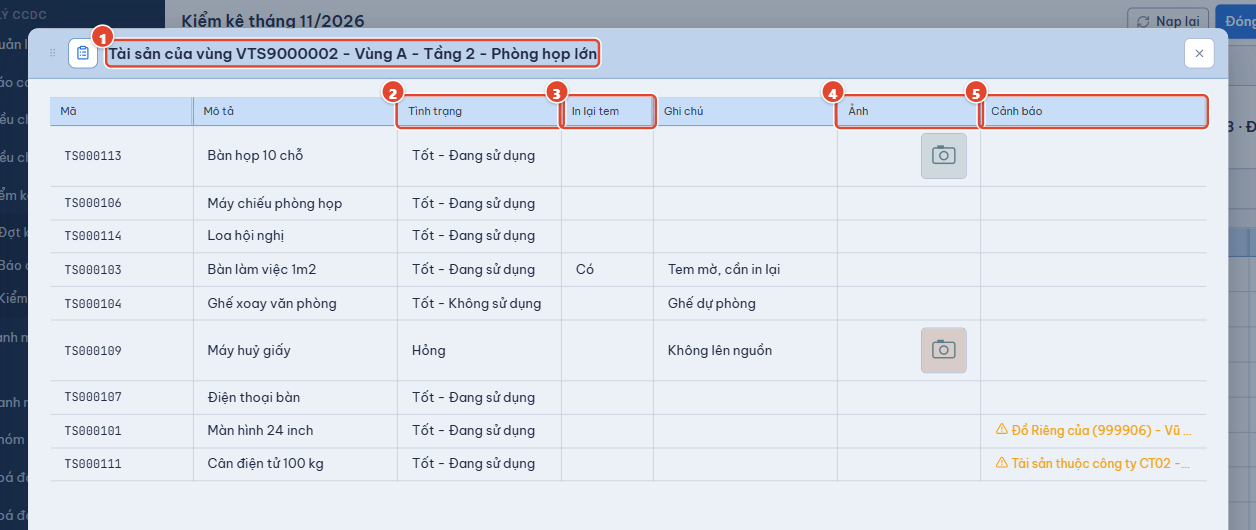 LÝ CCDC
Kiểm kê tháng 11/2026
Nạp lại
Đóng
1
Tài sản của vùng VTS9000002 - Vùng A - Tầng 2 - Phòng họp lớn
2
3
4
5
Mã
Mô tả
Tình trạng
In lại tem
Ghi chú
Ảnh
Cảnh báo
TS000113
Bàn họp 10 chỗ
Tốt - Đang sử dụng
TS000106
Máy chiếu phòng họp
Tốt - Đang sử dụng
TS000114
Loa hội nghị
Tốt - Đang sử dụng
TS000103
Bàn làm việc 1m2
Tốt - Đang sử dụng
Có
Tem mờ, cần in lại
TS000104
Ghế xoay văn phòng
Tốt - Không sử dụng
Ghế dự phòng
TS000109
Máy huỷ giấy
Hỏng
Không lên nguồn
TS000107
Điện thoại bàn
Tốt - Đang sử dụng
TS000101
Màn hình 24 inch
Tốt - Đang sử dụng
Đồ Riêng của (999906) - Vũ ...
TS000111
Cân điện tử 100 kg
Tốt - Đang sử dụng
Tài sản thuộc công ty CT02 -...